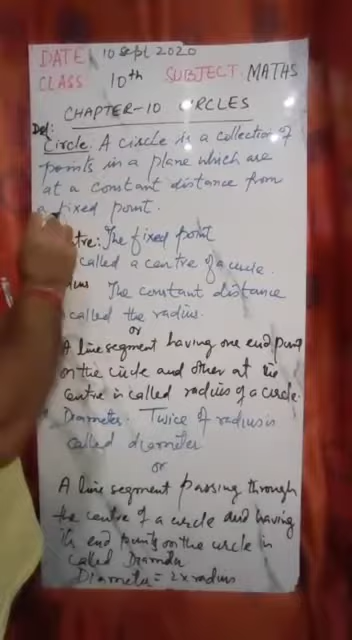 DATE 10 Sept 2020
CLASS 10th SUBJECT MATHS
CHAPTER-10 CIRCLES
Def:
Circle: A circle is a collection of
points in a plane which are
at a constant distance from
a fixed point.
tre: The fixed point
called a centre of a circle.
dius The constant distance
called the radius.
or
A line segment having one end point
on the circle and other at the
centre is called radius of a circle.
Diameter: Twice of radius is
called diameter
or
A line segment passing through
the centre of a circle and having
its end points on the circle is
called Diameter
Diameter = 2x radius